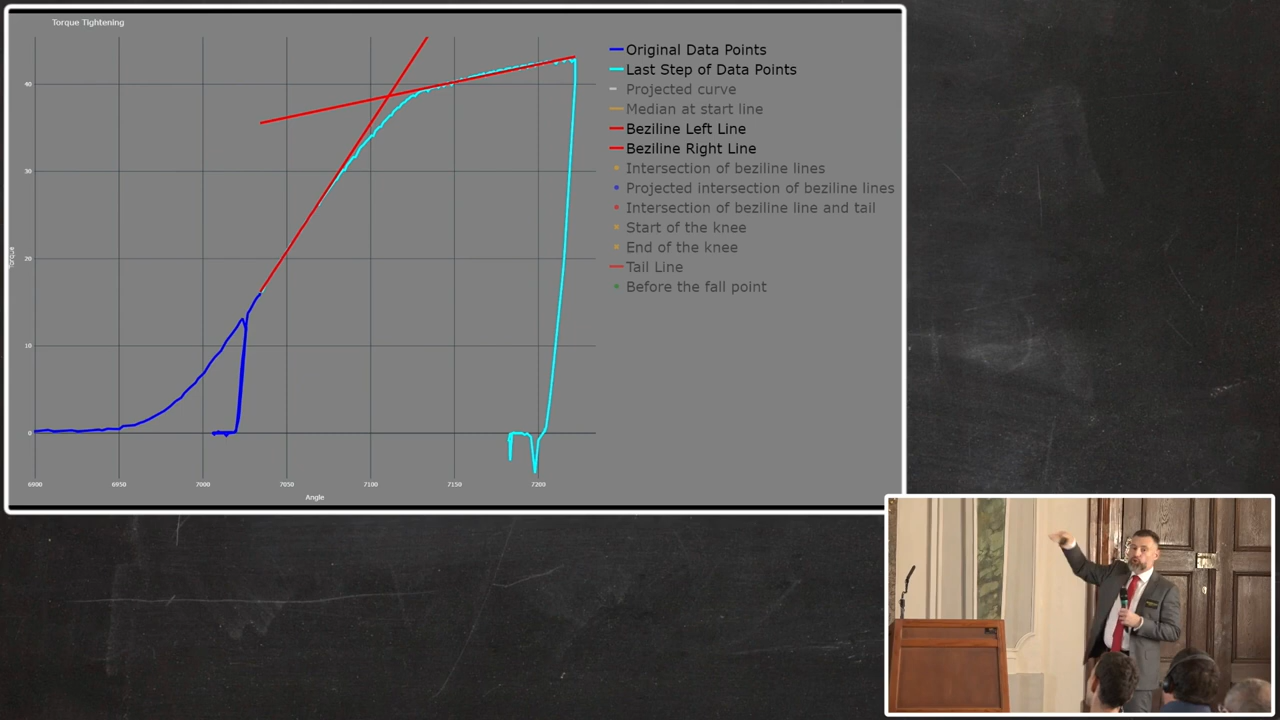 Torque Tightening
Original Data Points
Last Step of Data Points
Projected curve
Median at start line
Beziline Left Line
Beziline Right Line
Intersection of beziline lines
Projected intersection of beziline lines
Intersection of beziline line and tail
Start of the knee
End of the knee
Tail Line
Before the fall point
Torque
40
30
20
10
0
6900
6950
7000
7050
7100
7150
7200
Angle